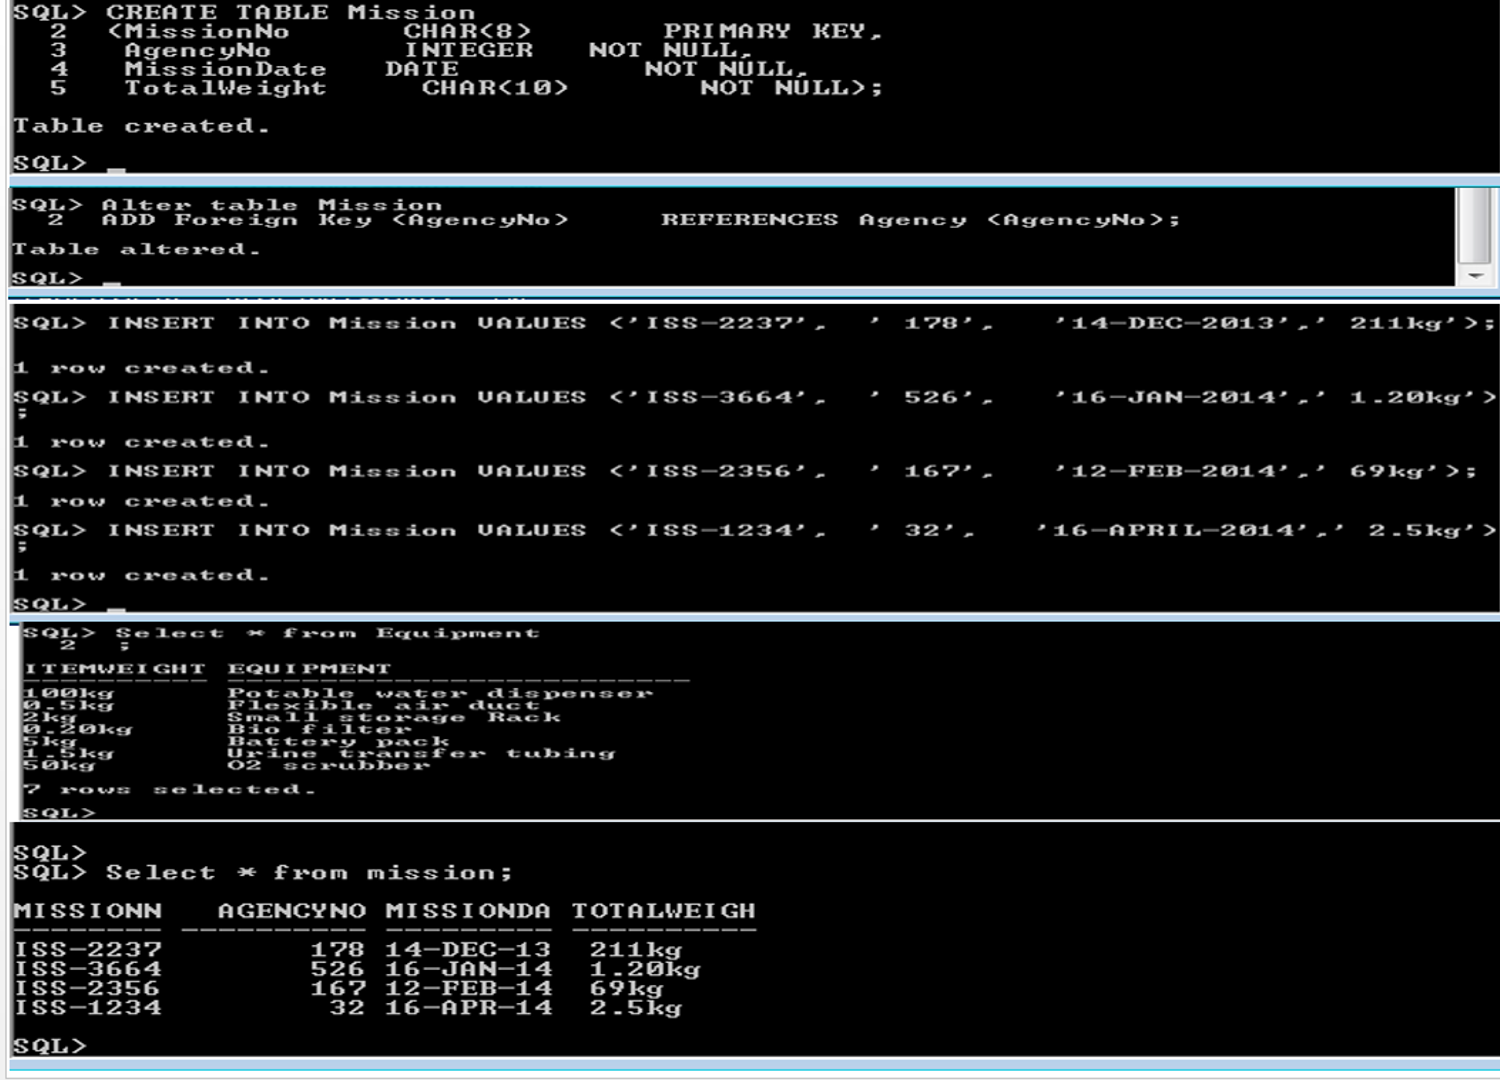 SQL> CREATE TABLE Mission
2 (MissionNo CHAR(8) PRIMARY KEY,
3 AgencyNo INTEGER NOT NULL,
4 MissionDate DATE NOT NULL,
5 TotalWeight CHAR(10) NOT NULL);
Table created.
SQL> _
SQL> Alter table Mission
2 ADD Foreign Key (AgencyNo) REFERENCES Agency (AgencyNo);
Table altered.
SQL> _
SQL> INSERT INTO Mission VALUES ('ISS-2237', ' 178', '14-DEC-2013',' 211kg');
1 row created.
SQL> INSERT INTO Mission VALUES ('ISS-3664', ' 526', '16-JAN-2014',' 1.20kg')
;
1 row created.
SQL> INSERT INTO Mission VALUES ('ISS-2356', ' 167', '12-FEB-2014',' 69kg');
1 row created.
SQL> INSERT INTO Mission VALUES ('ISS-1234', ' 32', '16-APRIL-2014',' 2.5kg')
;
1 row created.
SQL> _
SQL> Select * from Equipment
2 ;
ITEMWEIGHT EQUIPMENT
---------- -------------------------
100kg Potable water dispenser
0.5kg Flexible air duct
2kg Small storage Rack
0.20kg Bio filter
5kg Battery pack
1.5kg Urine transfer tubing
50kg O2 scrubber
7 rows selected.
SQL>
SQL>
SQL> Select * from mission;
MISSIONN AGENCYNO MISSIONDA TOTALWEIGH
-------- ---------- --------- ----------
ISS-2237 178 14-DEC-13 211kg
ISS-3664 526 16-JAN-14 1.20kg
ISS-2356 167 12-FEB-14 69kg
ISS-1234 32 16-APR-14 2.5kg
SQL>